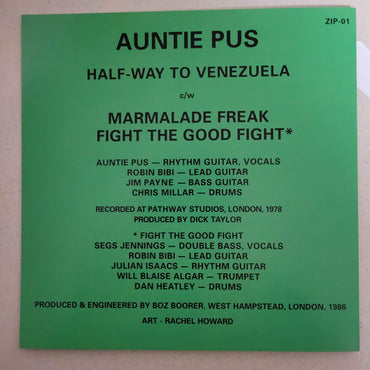 ZIP-01
AUNTIE PUS
HALF-WAY TO VENEZUELA
c/w
MARMALADE FREAK
FIGHT THE GOOD FIGHT*
AUNTIE PUS — RHYTHM GUITAR, VOCALS
ROBIN BIBI — LEAD GUITAR
JIM PAYNE — BASS GUITAR
CHRIS MILLAR — DRUMS
RECORDED AT PATHWAY STUDIOS, LONDON, 1978
PRODUCED BY DICK TAYLOR
* FIGHT THE GOOD FIGHT
SEGS JENNINGS — DOUBLE BASS, VOCALS
ROBIN BIBI — LEAD GUITAR
JULIAN ISAACS — RHYTHM GUITAR
WILL BLAISE ALGAR — TRUMPET
DAN HEATLEY — DRUMS
PRODUCED & ENGINEERED BY BOZ BOORER. WEST HAMPSTEAD, LONDON, 1986
ART - RACHEL HOWARD